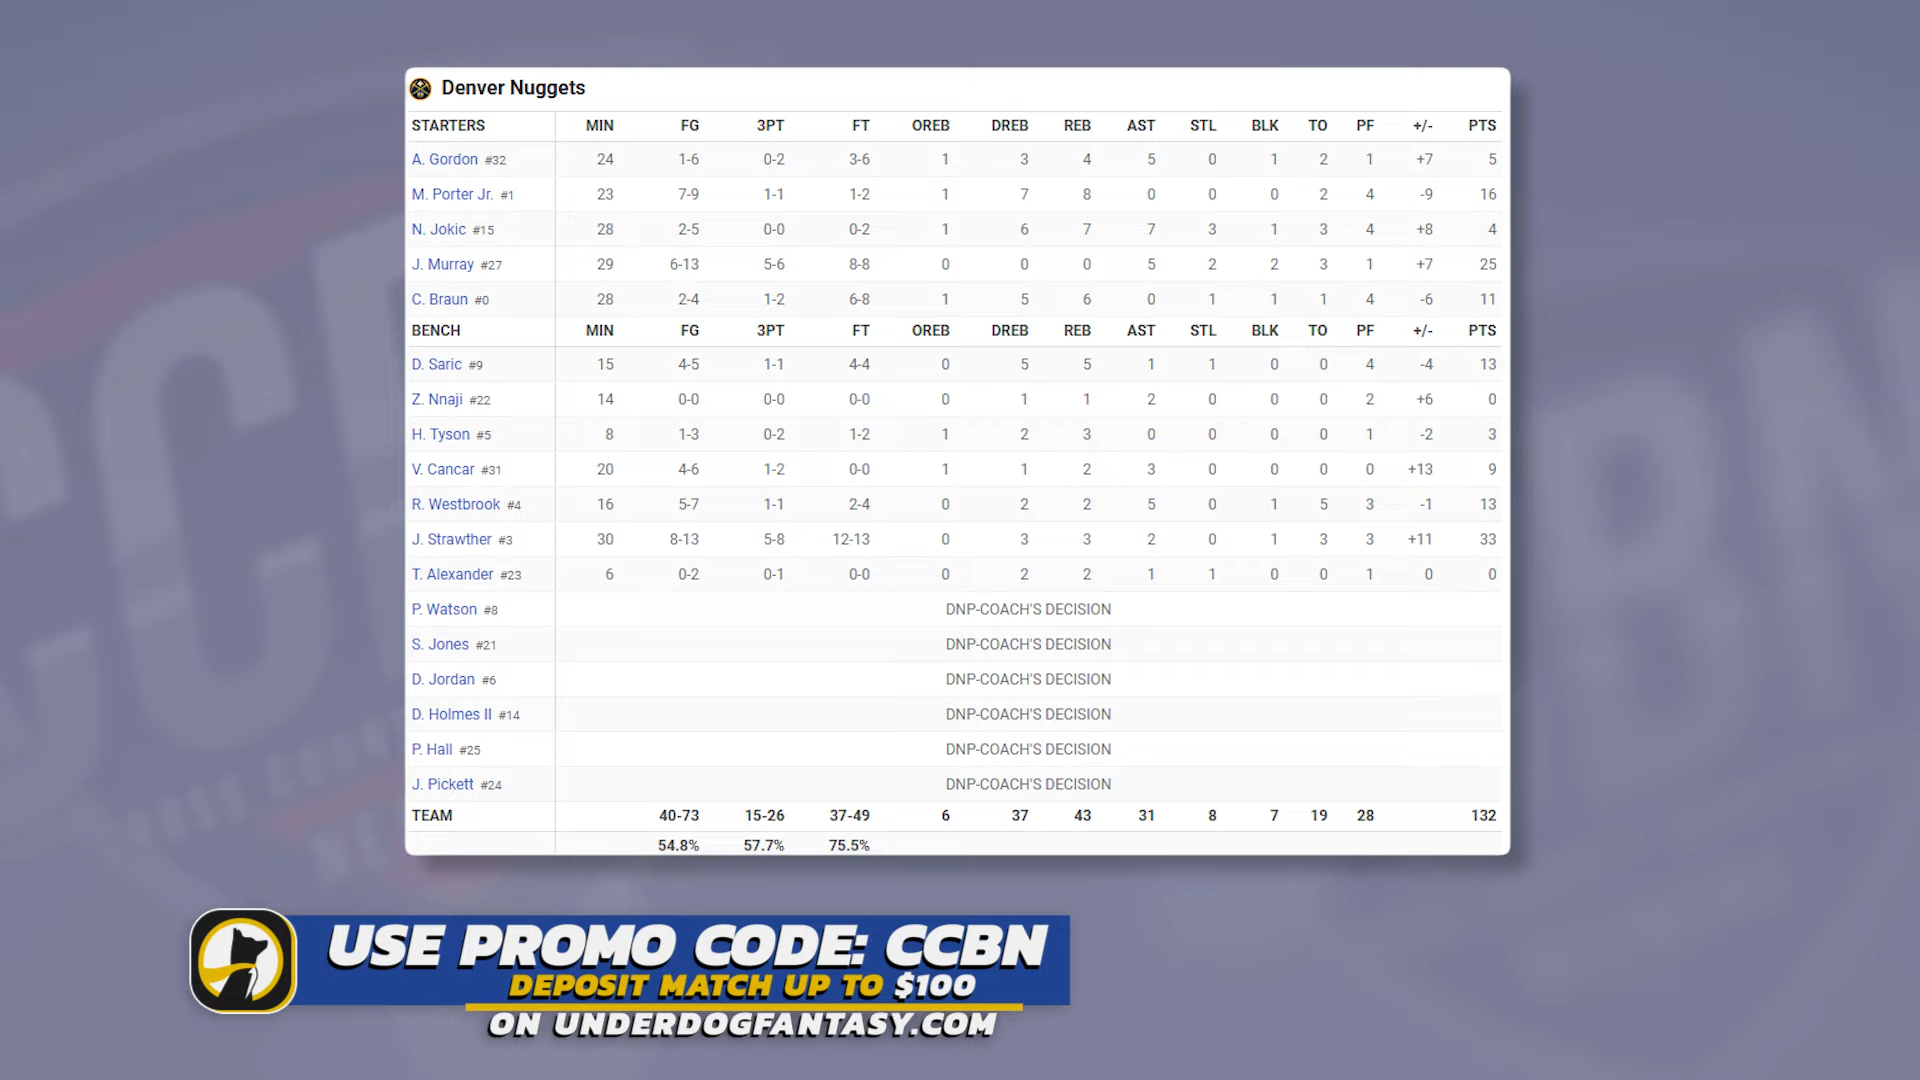 Denver Nuggets
STARTERS MIN FG 3PT FT OREB DREB REB AST STL BLK TO PF +/- PTS
A. Gordon #32 24 1-6 0-2 3-6 1 3 4 5 0 1 2 1 +7 5
M. Porter Jr. #1 23 7-9 1-1 1-2 1 7 8 0 0 0 2 4 -9 16
N. Jokic #15 28 2-5 0-0 0-2 1 6 7 7 3 1 3 4 +8 4
J. Murray #27 29 6-13 5-6 8-8 0 0 0 5 2 2 3 1 +7 25
C. Braun #0 28 2-4 1-2 6-8 1 5 6 0 1 1 1 4 -6 11
BENCH MIN FG 3PT FT OREB DREB REB AST STL BLK TO PF +/- PTS
D. Saric #9 15 4-5 1-1 4-4 0 5 5 1 1 0 0 4 -4 13
Z. Nnaji #22 14 0-0 0-0 0-0 0 1 1 2 0 0 0 2 +6 0
H. Tyson #5 8 1-3 0-2 1-2 1 2 3 0 0 0 0 1 -2 3
V. Cancar #31 20 4-6 1-2 0-0 1 1 2 3 0 0 0 0 +13 9
R. Westbrook #4 16 5-7 1-1 2-4 0 2 2 5 0 1 5 3 -1 13
J. Strawther #3 30 8-13 5-8 12-13 0 3 3 2 0 1 3 3 +11 33
T. Alexander #23 6 0-2 0-1 0-0 0 2 2 1 1 0 0 1 0 0
P. Watson #8 DNP-COACH'S DECISION
S. Jones #21 DNP-COACH'S DECISION
D. Jordan #6 DNP-COACH'S DECISION
D. Holmes II #14 DNP-COACH'S DECISION
P. Hall #25 DNP-COACH'S DECISION
J. Pickett #24 DNP-COACH'S DECISION
TEAM 40-73 15-26 37-49 6 37 43 31 8 7 19 28 132
54.8% 57.7% 75.5%
USE PROMO CODE: CCBN
DEPOSIT MATCH UP TO $100
ON UNDERDOGFANTASY.COM